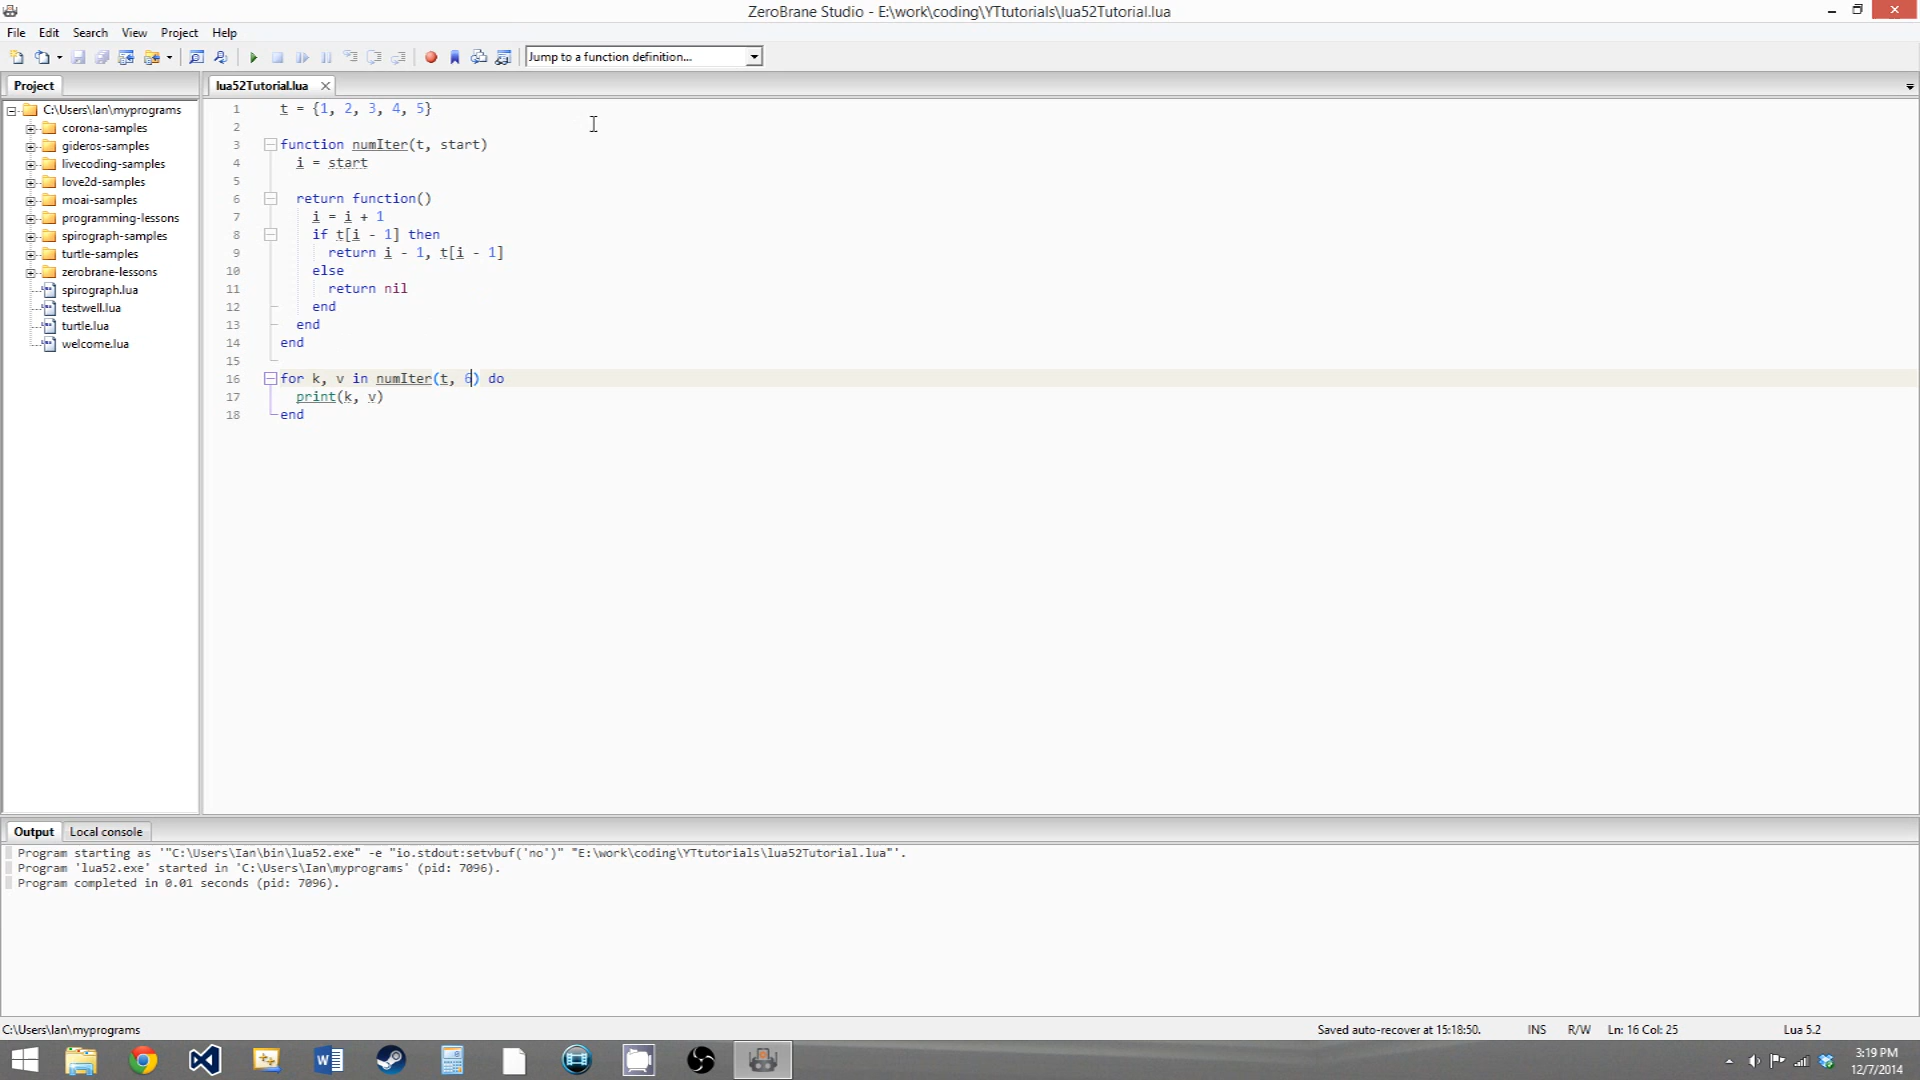 ZeroBrane Studio - E:\work\coding\YTtutorials\lua52Tutorial.lua
File Edit Search View Project Help
Jump to a function definition...
Project
lua52Tutorial.lua
C:\Users\Ian\myprograms
corona-samples
gideros-samples
livecoding-samples
love2d-samples
moai-samples
programming-lessons
spirograph-samples
turtle-samples
zerobrane-lessons
spirograph.lua
testwell.lua
turtle.lua
welcome.lua
1 t = {1, 2, 3, 4, 5}
2
3 function numIter(t, start)
4 i = start
5
6 return function()
7 i = i + 1
8 if t[i - 1] then
9 return i - 1, t[i - 1]
10 else
11 return nil
12 end
13 end
14 end
15
16 for k, v in numIter(t, 6) do
17 print(k, v)
18 end
Output Local console
Program starting as '"C:\Users\Ian\bin\lua52.exe" -e "io.stdout:setvbuf('no')" "E:\work\coding\YTtutorials\lua52Tutorial.lua"'.
Program 'lua52.exe' started in 'C:\Users\Ian\myprograms' (pid: 7096).
Program completed in 0.01 seconds (pid: 7096).
C:\Users\Ian\myprograms Saved auto-recover at 15:18:50. INS R/W Ln: 16 Col: 25 Lua 5.2
3:19 PM
12/7/2014